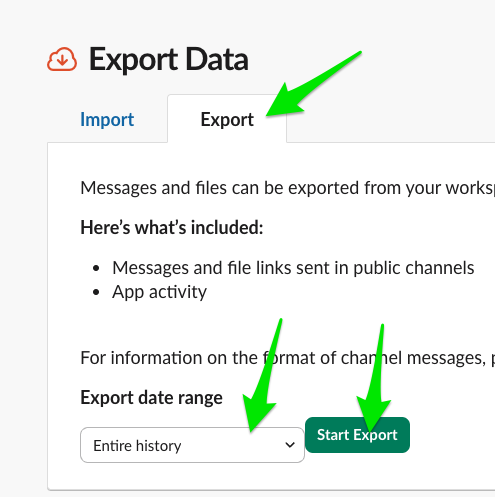 Export Data
Import
Export
Messages and files can be exported from your
Here’s what’s included:
Messages and file links sent in public channels
App activity
For information on the format of channel messages,
Export date range
Entire history
Start Export